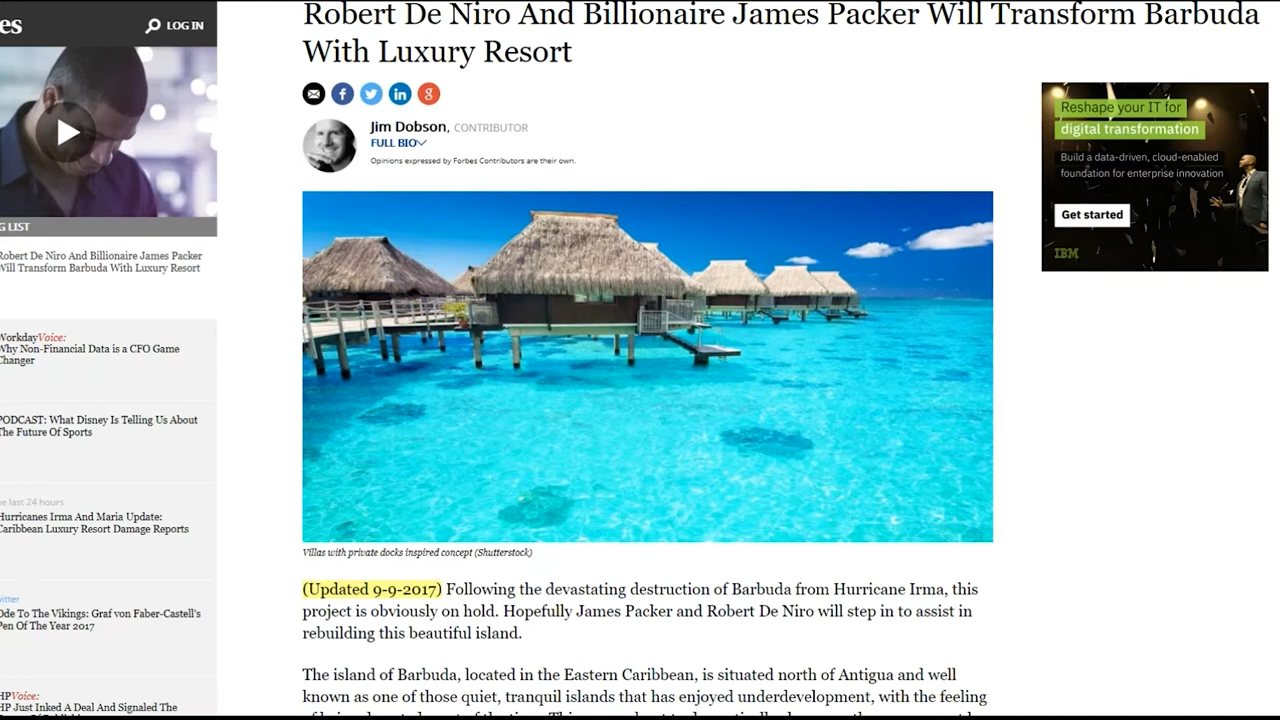 es
LOG IN
Robert De Niro And Billionaire James Packer Will Transform Barbuda
With Luxury Resort
Jim Dobson, CONTRIBUTOR
FULL BIO
Opinions expressed by Forbes Contributors are their own.
Reshape your IT for
digital transformation
Build a data-driven, cloud-enabled
foundation for enterprise innovation
Get started
IBM
G LIST
Robert De Niro And Billionaire James Packer
Will Transform Barbuda With Luxury Resort
WorkdayVoice:
Why Non-Financial Data is a CFO Game
Changer
PODCAST: What Disney Is Telling Us About
The Future Of Sports
e last 24 hours
Hurricanes Irma And Maria Update:
Caribbean Luxury Resort Damage Reports
witter
Ode To The Vikings: Graf von Faber-Castell's
Pen Of The Year 2017
HPVoice:
HP Just Inked A Deal And Signaled The
Villas with private docks inspired concept (Shutterstock)
(Updated 9-9-2017) Following the devastating destruction of Barbuda from Hurricane Irma, this
project is obviously on hold. Hopefully James Packer and Robert De Niro will step in to assist in
rebuilding this beautiful island.
The island of Barbuda, located in the Eastern Caribbean, is situated north of Antigua and well
known as one of those quiet, tranquil islands that has enjoyed underdevelopment, with the feeling